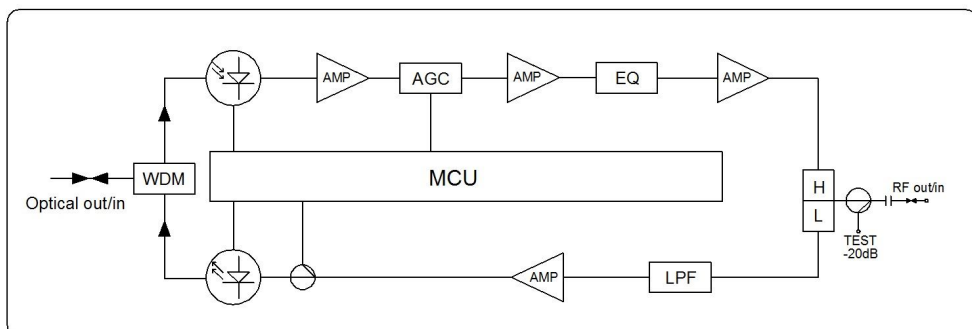 AMP
AGC
AMP
EQ
AMP
WDM
Optical out/in
MCU
H
L
RF out/in
TEST
-20dB
AMP
LPF